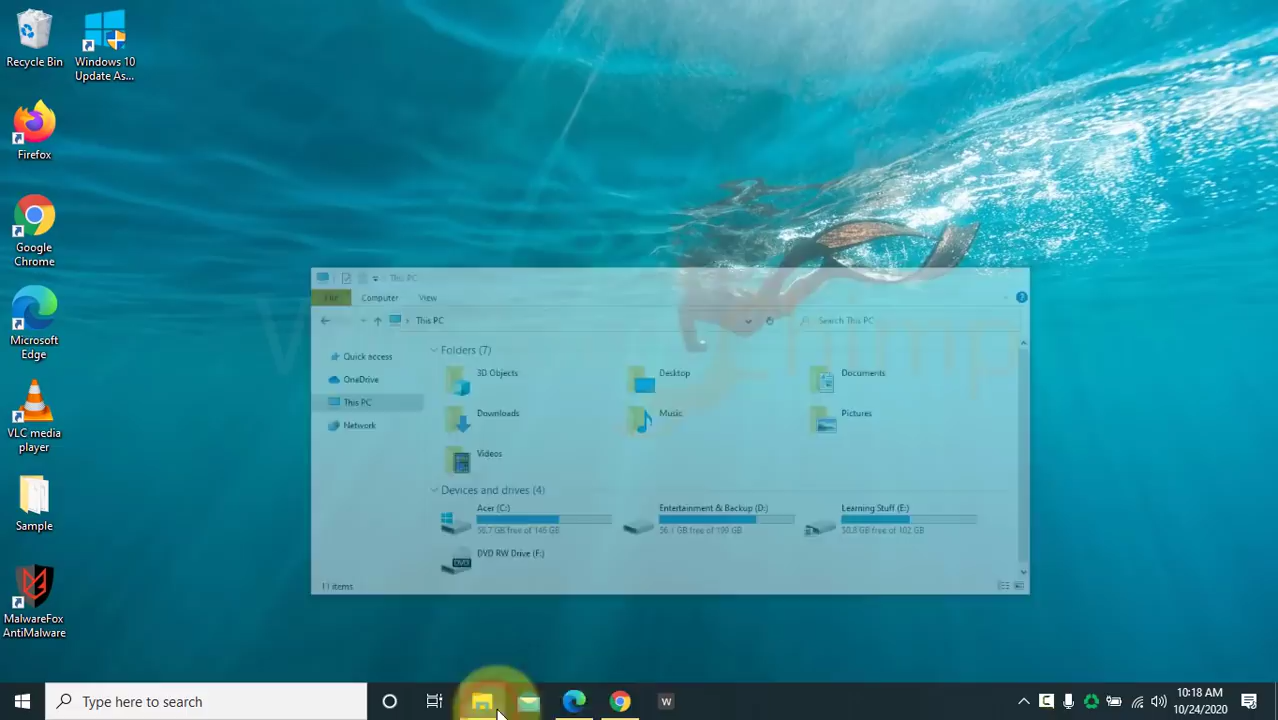 Recycle Bin
Windows 10
Update As...
Firefox
Google
Chrome
Microsoft
Edge
VLC media
player
Sample
MalwareFox
AntiMalware
This PC
File
Computer
View
This PC
Search This PC
Quick access
OneDrive
This PC
Network
Folders (7)
3D Objects
Desktop
Documents
Downloads
Music
Pictures
Videos
Devices and drives (4)
Acer (C:)
Entertainment & Backup (D:)
Learning Stuff (E:)
DVD RW Drive (F:)
DVD
11 items
Type here to search
W
10:18 AM
10/24/2020